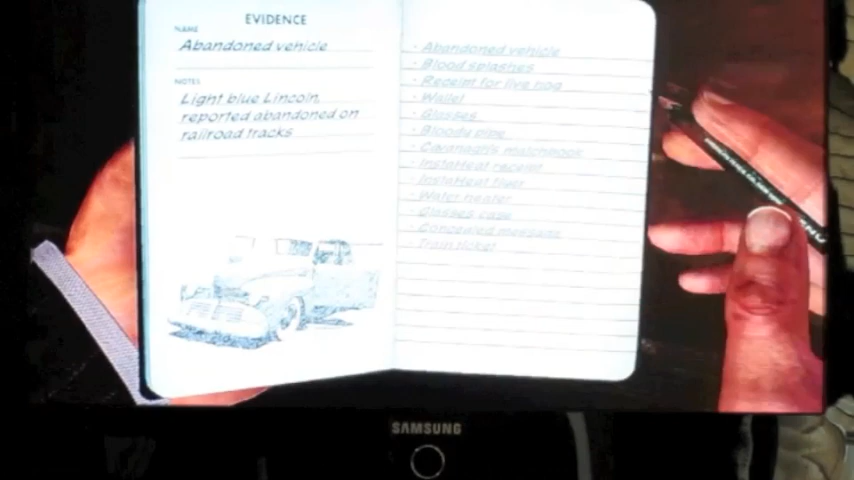 EVIDENCE
NAME
Abandoned vehicle
NOTES
Light blue Lincoln,
reported abandoned on
railroad tracks
- Abandoned vehicle
- Blood splashes
- Receipt for live hog
- Wallet
- Glasses
- Bloody pipe
- Cavanagh's matchbook
- InstaHeat receipt
- InstaHeat flyer
- Water heater
- Glasses case
- Concealed message
- Train ticket
SAMSUNG